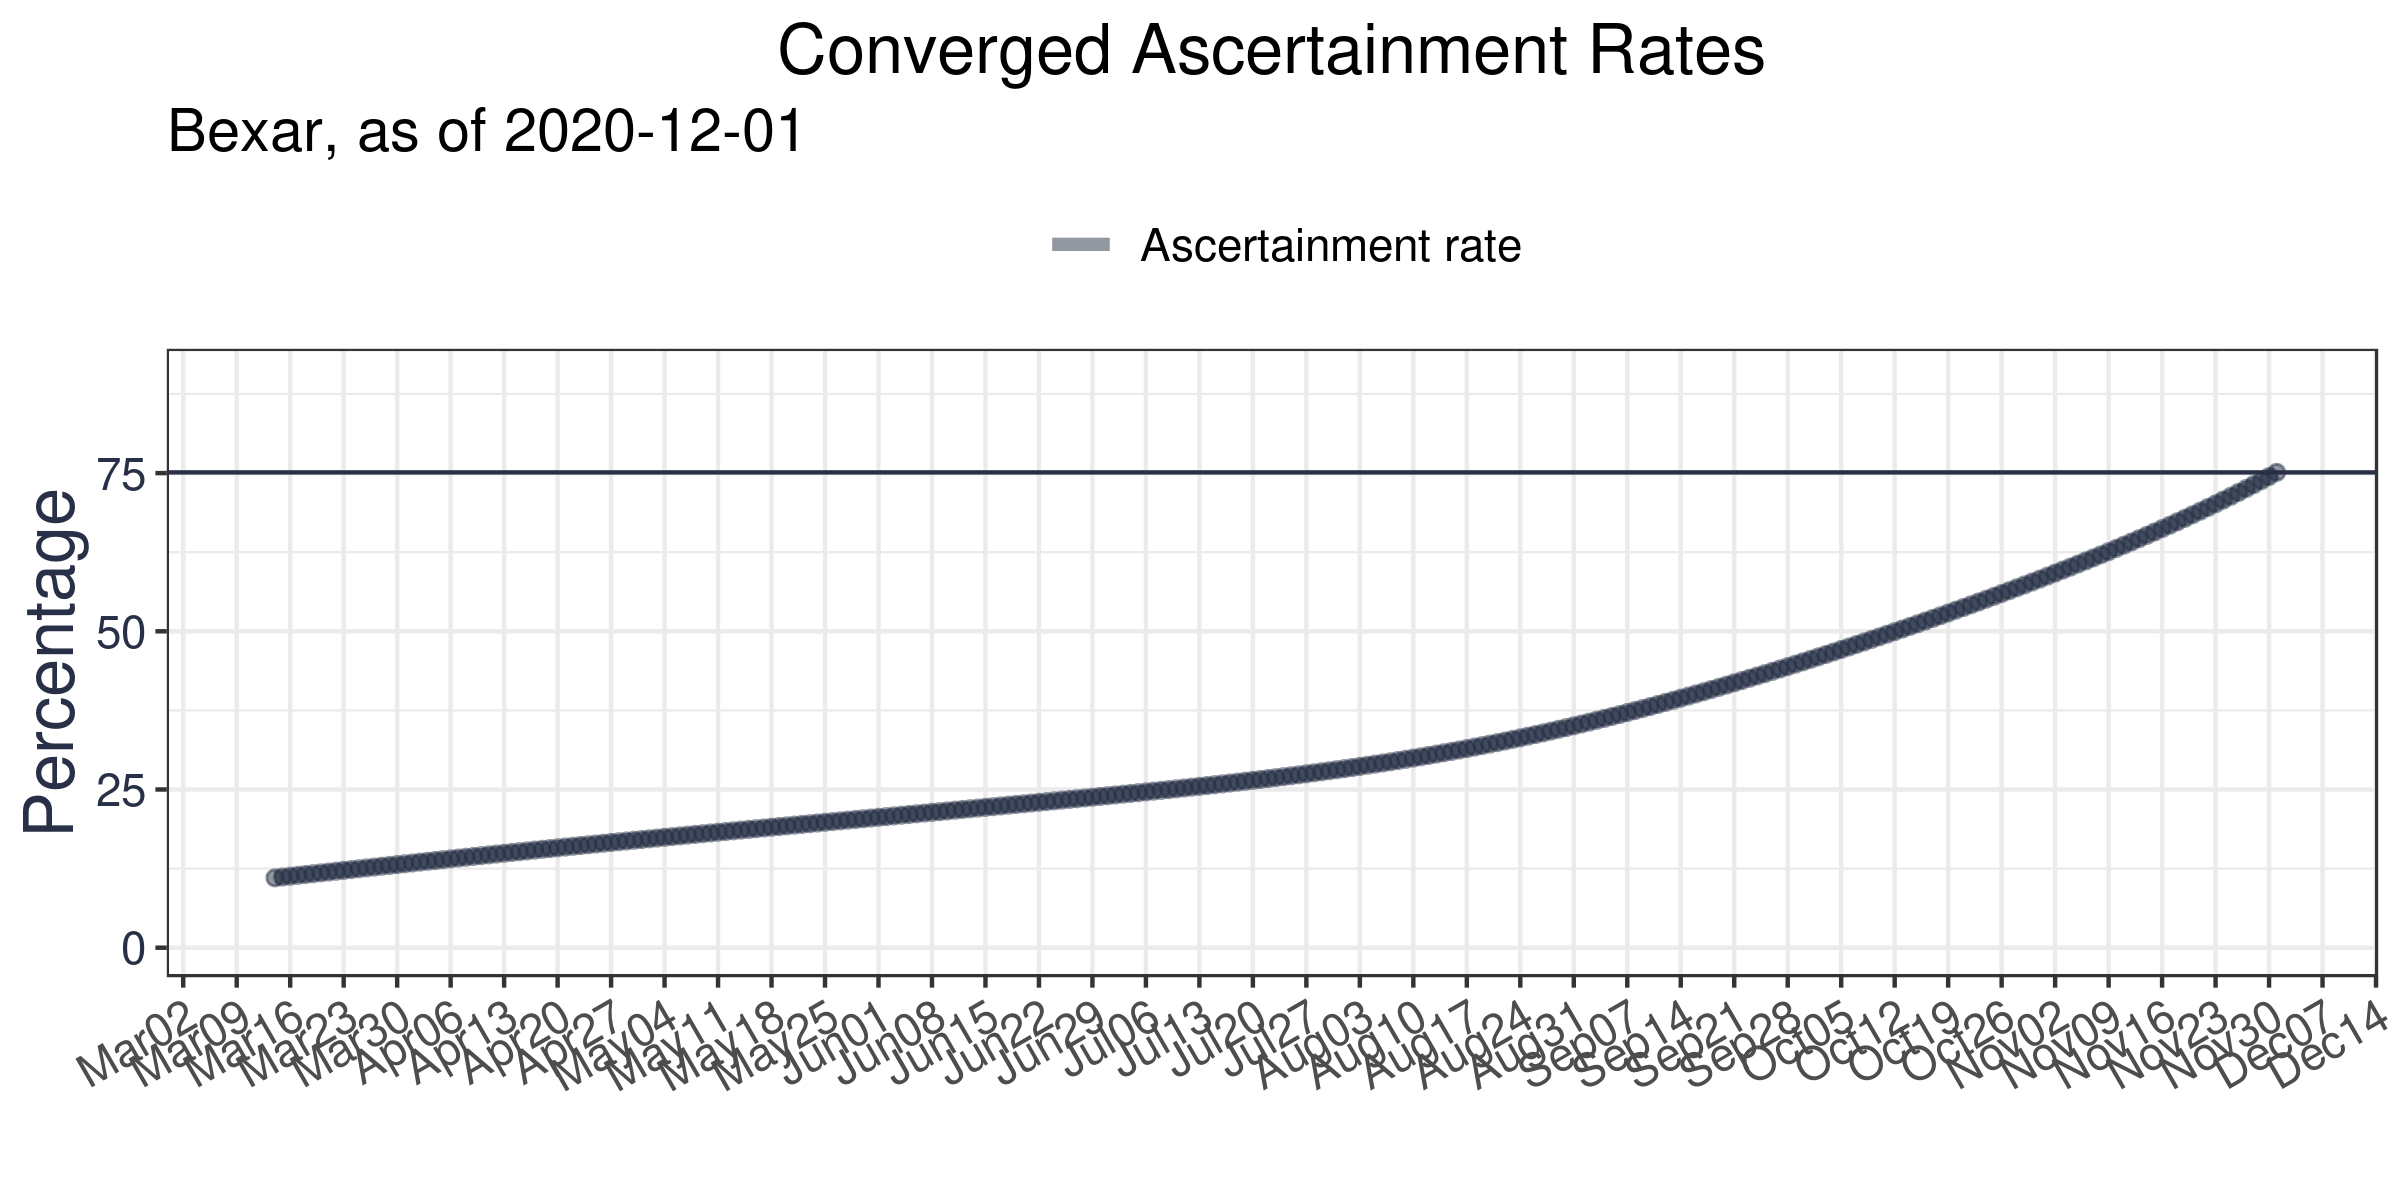 Converged Ascertainment Rates
Bexar, as of 2020-12-01
Ascertainment rate
Percentage
75
50
25
0
Mar02
Mar09
Mar16
Mar23
Mar30
Apr06
Apr13
Apr20
Apr27
May04
May11
May18
May25
Jun01
Jun08
Jun15
Jun22
Jun29
Jul06
Jul13
Jul20
Jul27
Aug03
Aug10
Aug17
Aug24
Aug31
Sep07
Sep14
Sep21
Sep28
Oct05
Oct12
Oct19
Oct26
Nov02
Nov09
Nov16
Nov23
Nov30
Dec07
Dec14